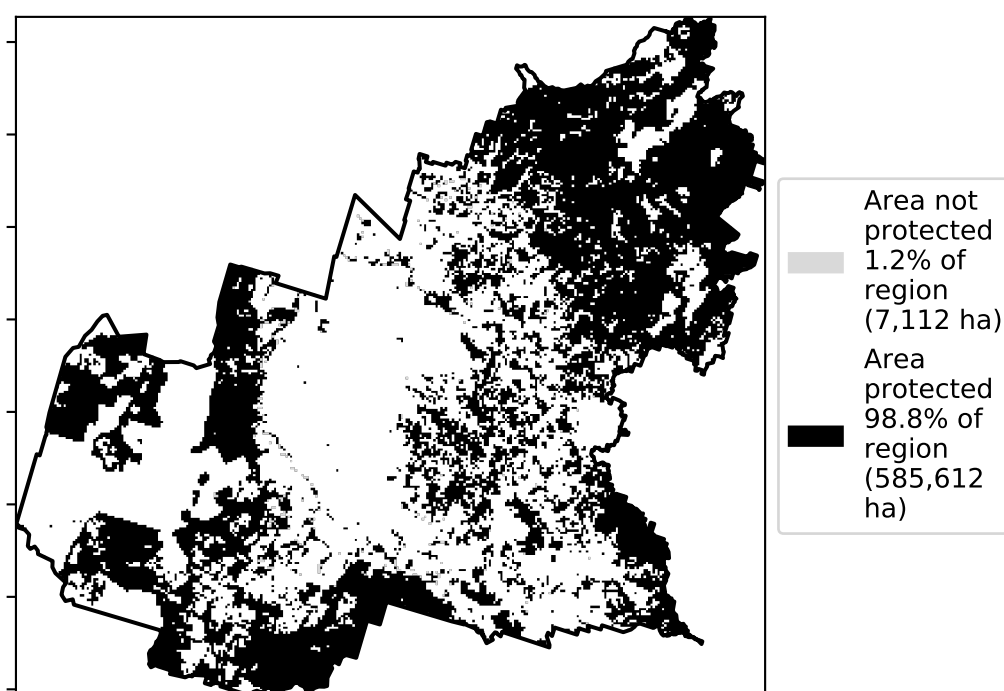 Area not
protected
1.2% of
region
(7,112 ha)
Area
protected
98.8% of
region
(585,612
ha)